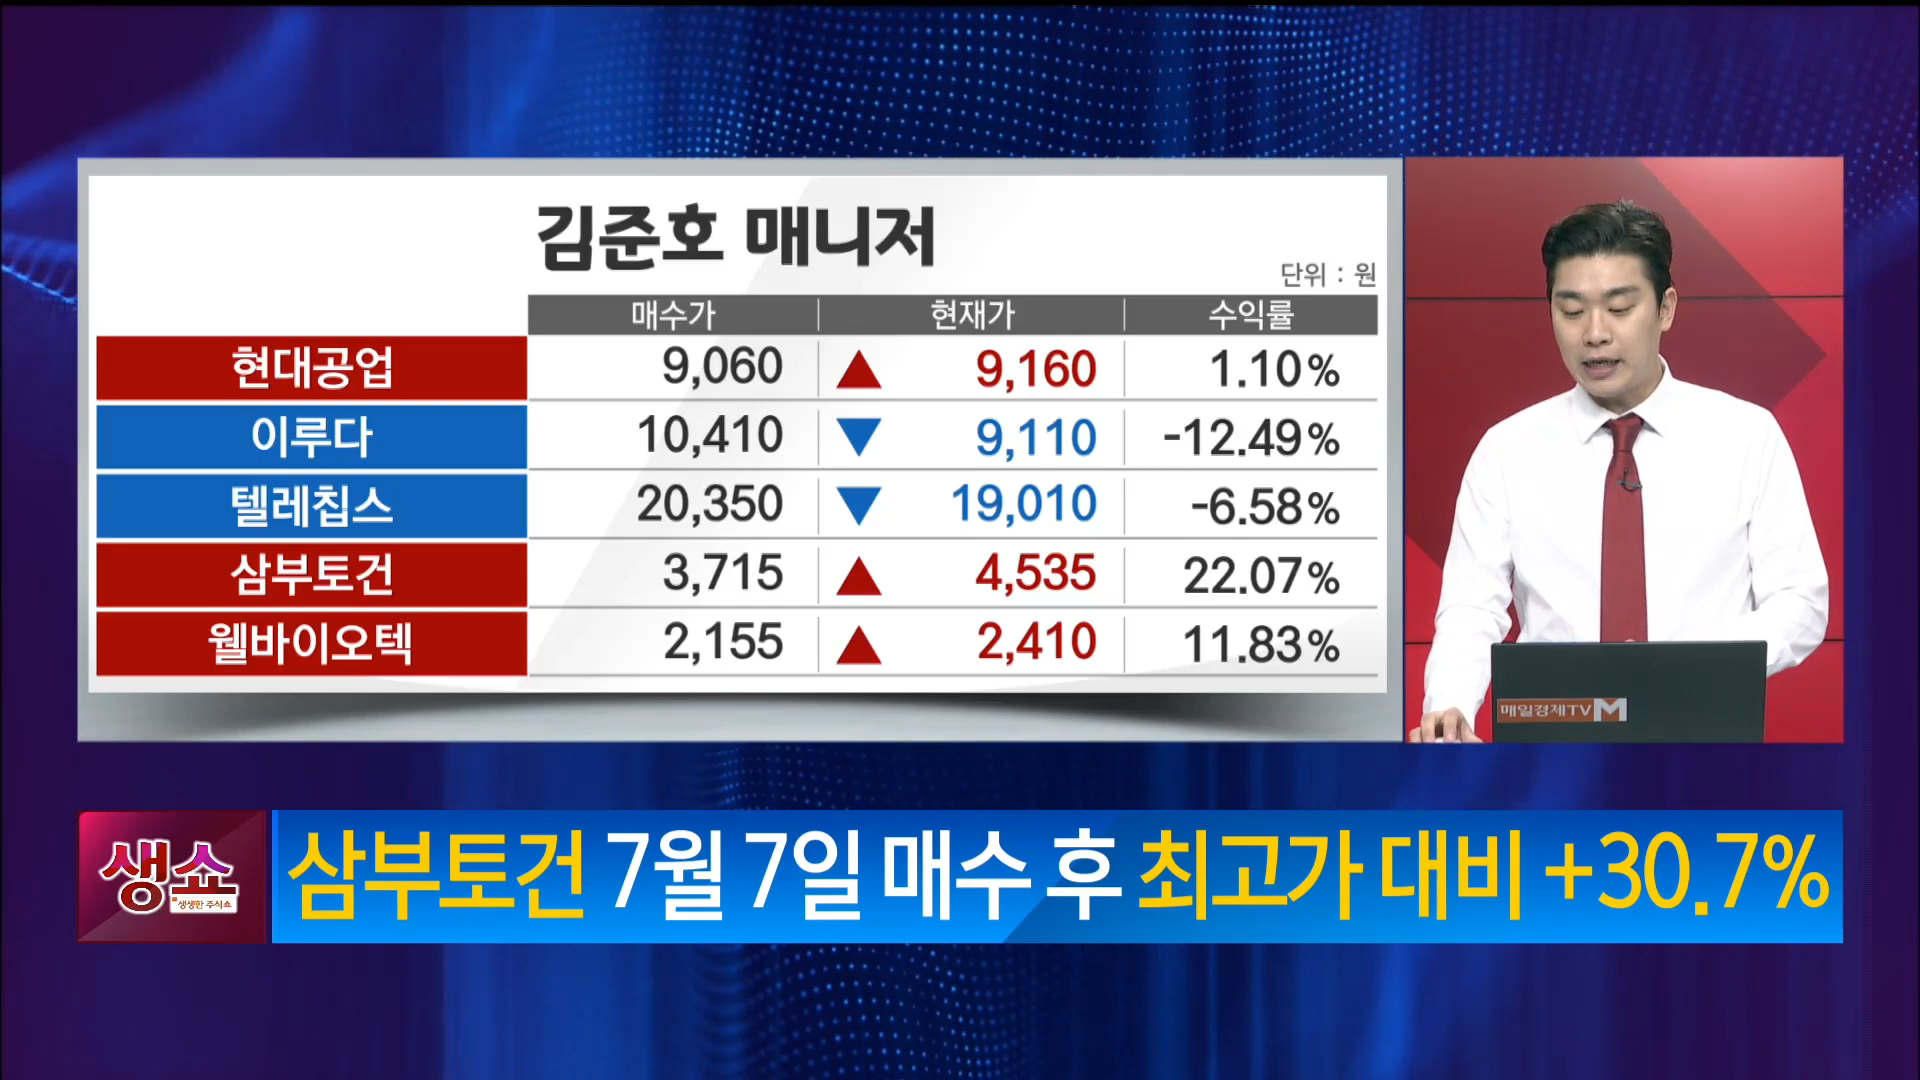 김준호 매니저
단위 : 원
매수가 현재가 수익률
현대공업 9,060 ▲ 9,160 1.10%
이루다 10,410 ▼ 9,110 -12.49%
텔레칩스 20,350 ▼ 19,010 -6.58%
삼부토건 3,715 ▲ 4,535 22.07%
웰바이오텍 2,155 ▲ 2,410 11.83%
매일경제TV M
생쇼
생생한 주식쇼
삼부토건 7월 7일 매수 후 최고가 대비 +30.7%